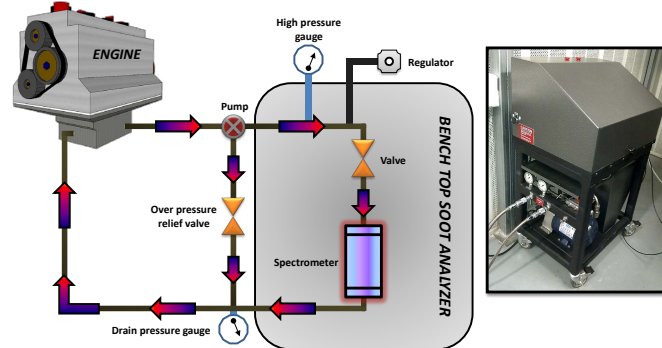 High pressure
gauge
ENGINE
Regulator
Pump
Valve
Over pressure
relief valve
Spectrometer
BENCH TOP SOOT ANALYZER
Drain pressure gauge